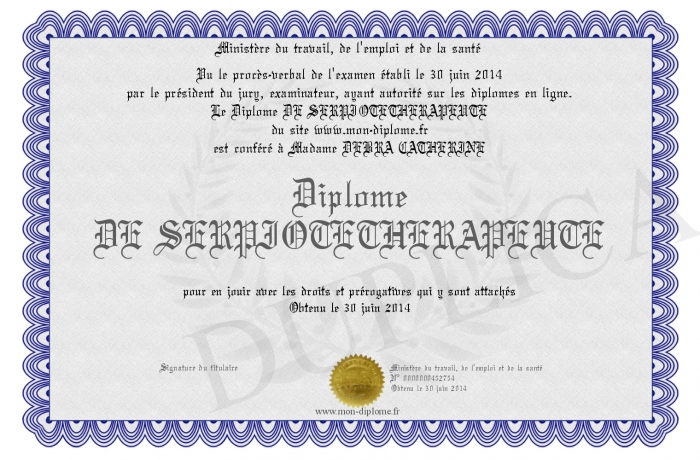 Ministère du travail, de l'emploi et de la santé
Vu le procès-verbal de l'examen établi le 30 juin 2014
par le président du jury, examinateur, ayant autorité sur les diplomes en ligne.
Le Diplome DE SERPIOTETHERAPEUTE
du site www.mon-diplome.fr
est conféré à Madame DEBRA CATHERINE
Diplome
DE SERPIOTETHERAPEUTE
DUPLICA
pour en jouir avec les droits et prérogatives qui y sont attachés
Obtenu le 30 juin 2014
Signature du titulaire
Ministère du travail, de l'emploi et de la santé
N° 0000000452754
Obtenu le 30 juin 2014
www.mon-diplome.fr